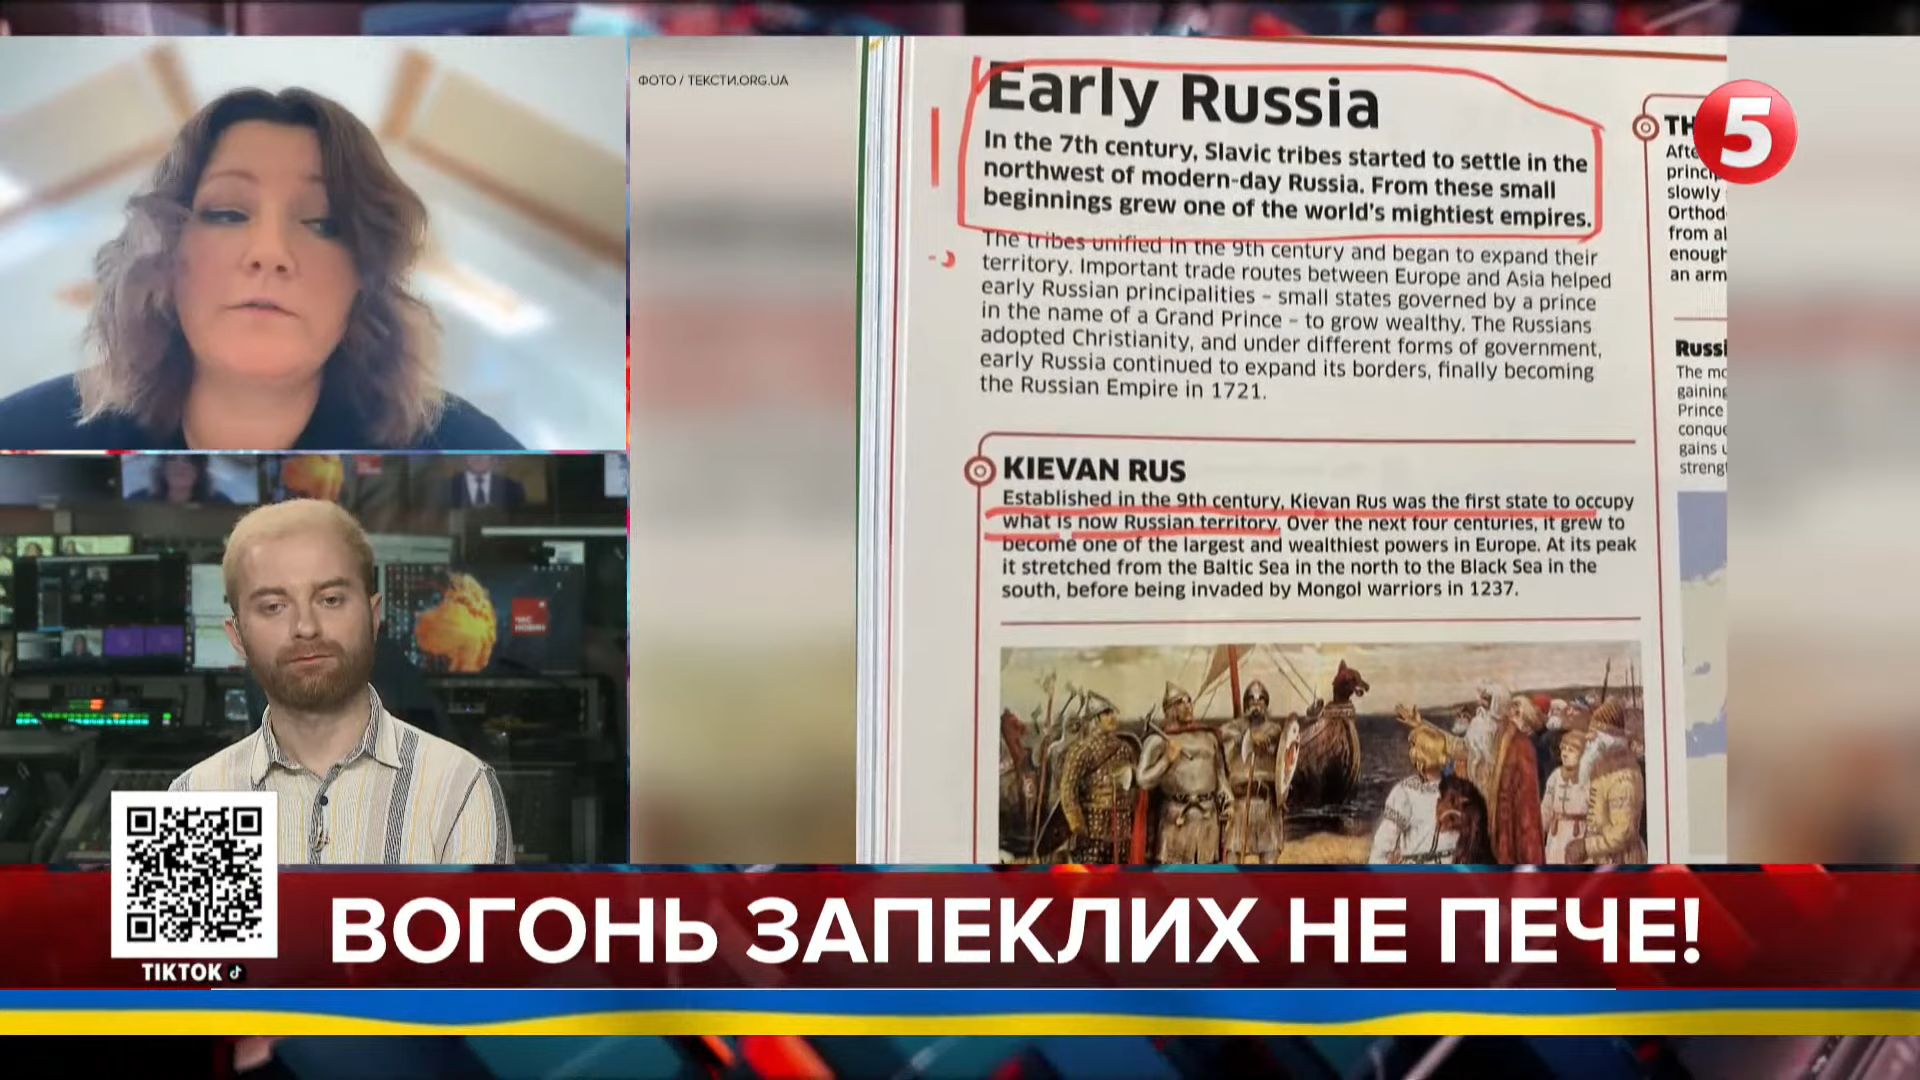 ФОТО / ТЕКСТИ.ORG.UA
Early Russia
In the 7th century, Slavic tribes started to settle in the
northwest of modern-day Russia. From these small
beginnings grew one of the world's mightiest empires.
The tribes unified in the 9th century and began to expand their
territory. Important trade routes between Europe and Asia helped
early Russian principalities – small states governed by a prince
in the name of a Grand Prince – to grow wealthy. The Russians
adopted Christianity, and under different forms of government,
early Russia continued to expand its borders, finally becoming
the Russian Empire in 1721.
KIEVAN RUS
Established in the 9th century, Kievan Rus was the first state to occupy
what is now Russian territory. Over the next four centuries, it grew to
become one of the largest and wealthiest powers in Europe. At its peak
it stretched from the Baltic Sea in the north to the Black Sea in the
south, before being invaded by Mongol warriors in 1237.
TH
Afte
princip
slowly
Orthod
from al
enough
an arm
Russi
The mo
gaining
Prince
conque
gains u
streng
5
ЧАС
НОВИН
ВОГОНЬ ЗАПЕКЛИХ НЕ ПЕЧЕ!
TIKTOK